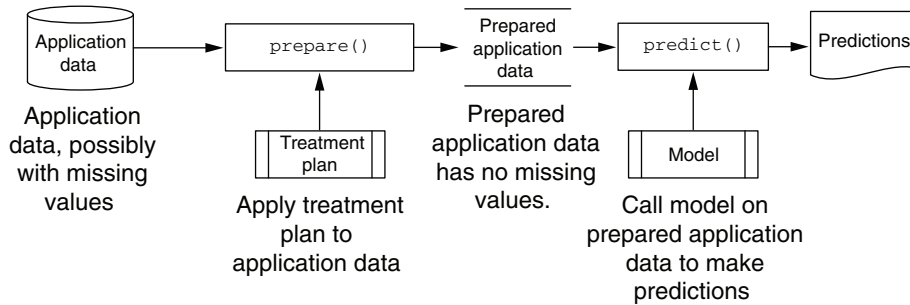 Application
data
prepare()
Prepared
application
data
predict()
Predictions
Application
data, possibly
with missing
values
Treatment
plan
Apply treatment
plan to
application data
Prepared
application data
has no missing
values.
Model
Call model on
prepared application
data to make
predictions